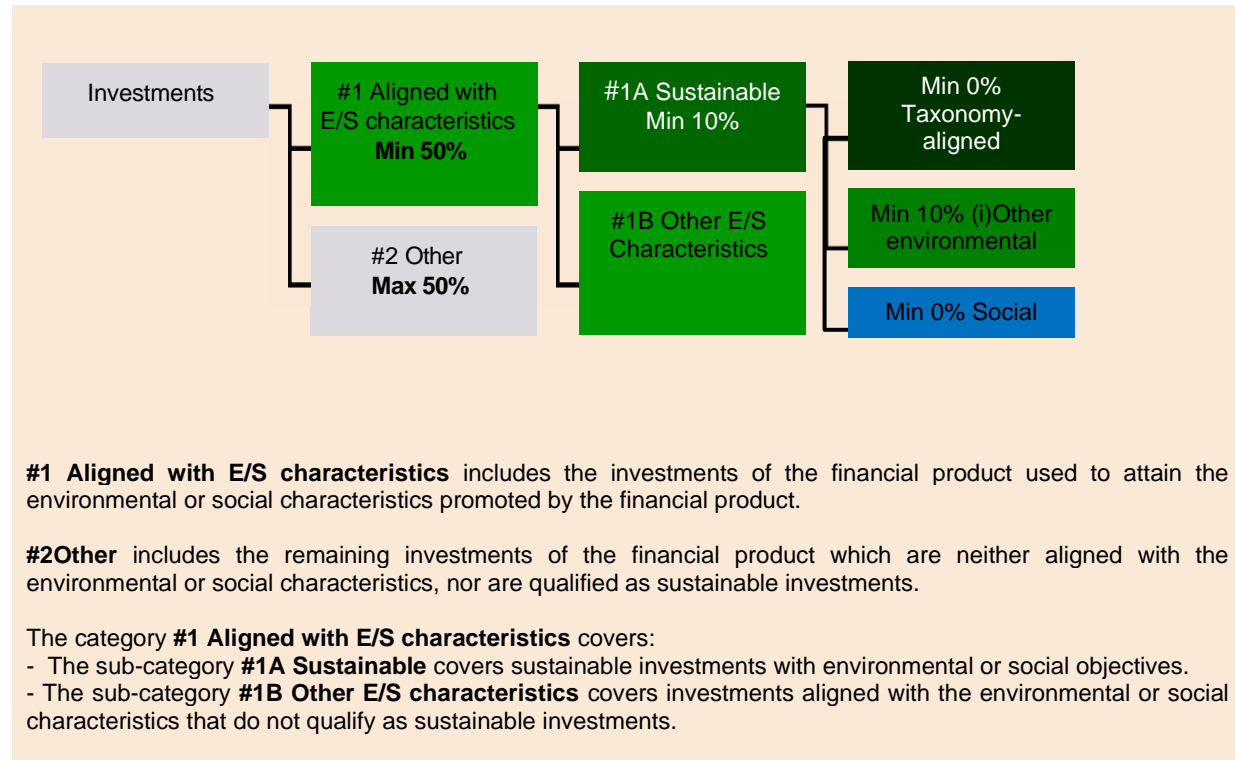 Investments
#1 Aligned with
E/S characteristics
Min 50%
#2 Other
Max 50%
#1A Sustainable
Min 10%
#1B Other E/S
Characteristics
Min 0%
Taxonomy-
aligned
Min 10% (i)Other
environmental
Min 0% Social
#1 Aligned with E/S characteristics includes the investments of the financial product used to attain the
environmental or social characteristics promoted by the financial product.
#2Other includes the remaining investments of the financial product which are neither aligned with the
environmental or social characteristics, nor are qualified as sustainable investments.
The category #1 Aligned with E/S characteristics covers:
- The sub-category #1A Sustainable covers sustainable investments with environmental or social objectives.
- The sub-category #1B Other E/S characteristics covers investments aligned with the environmental or social
characteristics that do not qualify as sustainable investments.